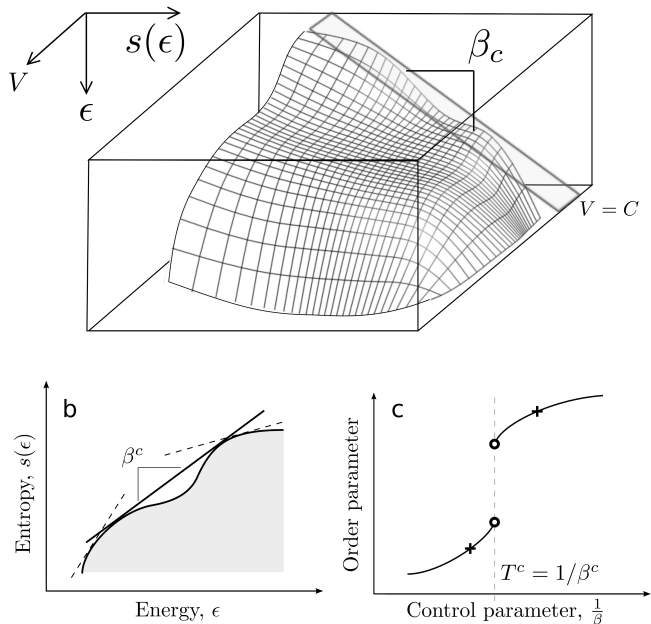 s(ϵ)
V
ϵ
β_c
V = C
b
Entropy, s(ϵ)
β^c
Energy, ϵ
c
Order parameter
T^c = 1/β^c
Control parameter, 1/β